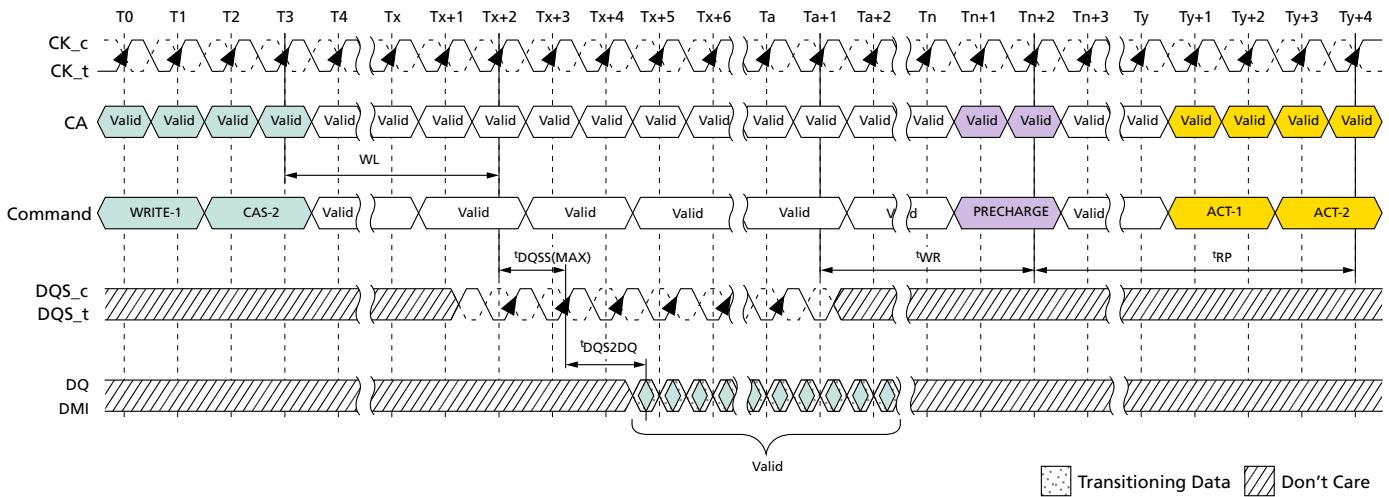 T0 T1 T2 T3 T4 Tx Tx+1 Tx+2 Tx+3 Tx+4 Tx+5 Tx+6 Ta Ta+1 Ta+2 Tn Tn+1 Tn+2 Tn+3 Ty Ty+1 Ty+2 Ty+3 Ty+4
CK_c
CK_t
CA Valid Valid Valid Valid Valid Valid Valid Valid Valid Valid Valid Valid Valid Valid Valid Valid Valid Valid Valid Valid Valid Valid Valid Valid
WL
Command WRITE-1 CAS-2 Valid Valid Valid Valid Valid PRECHARGE Valid ACT-1 ACT-2
tDQSS(MAX) tWR tRP
DQS_c
DQS_t
tDQS2DQ
DQ
DMI
Valid
Transitioning Data Don't Care